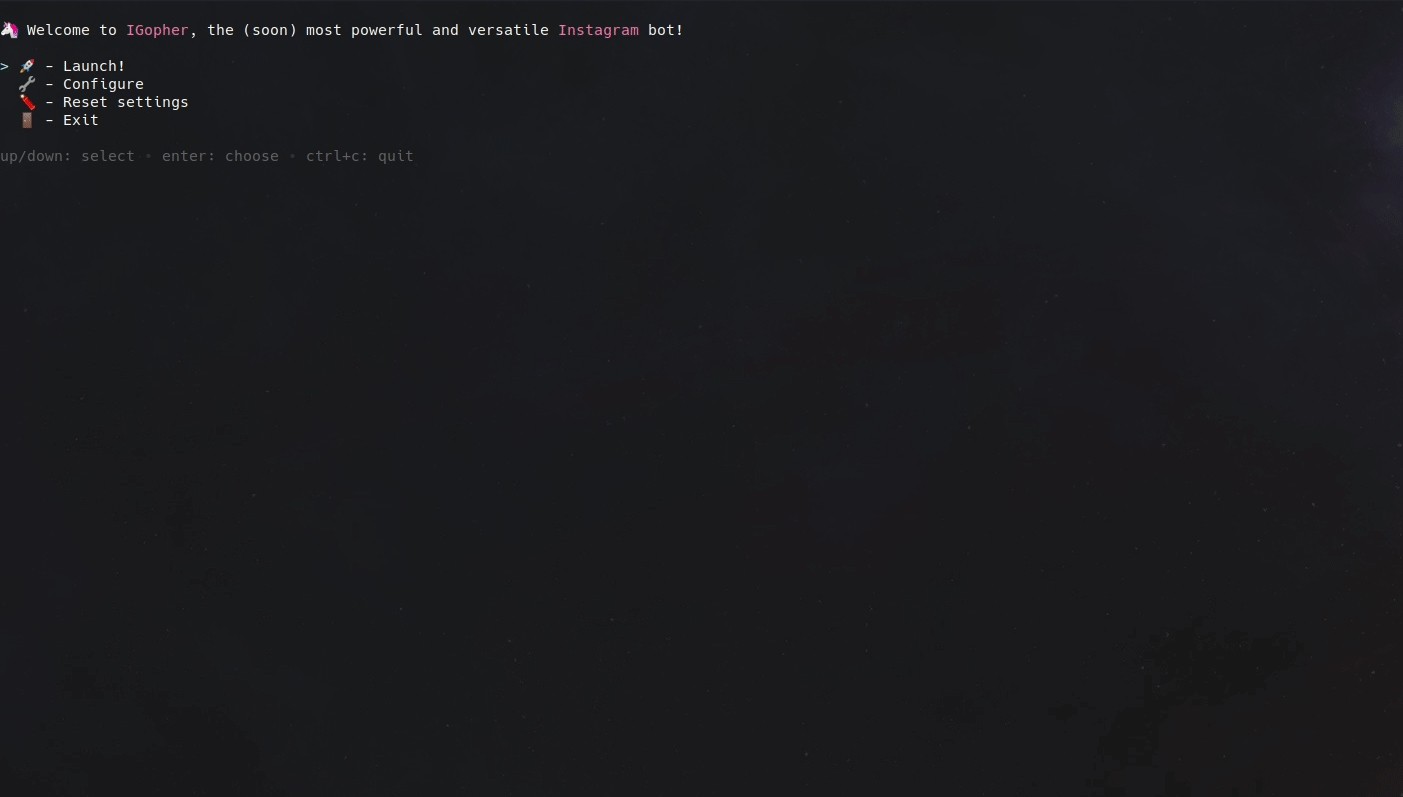 🦄 Welcome to IGopher, the (soon) most powerful and versatile Instagram bot!
> 🚀 - Launch!
🔧 - Configure
🧨 - Reset settings
🚪 - Exit
up/down: select • enter: choose • ctrl+c: quit